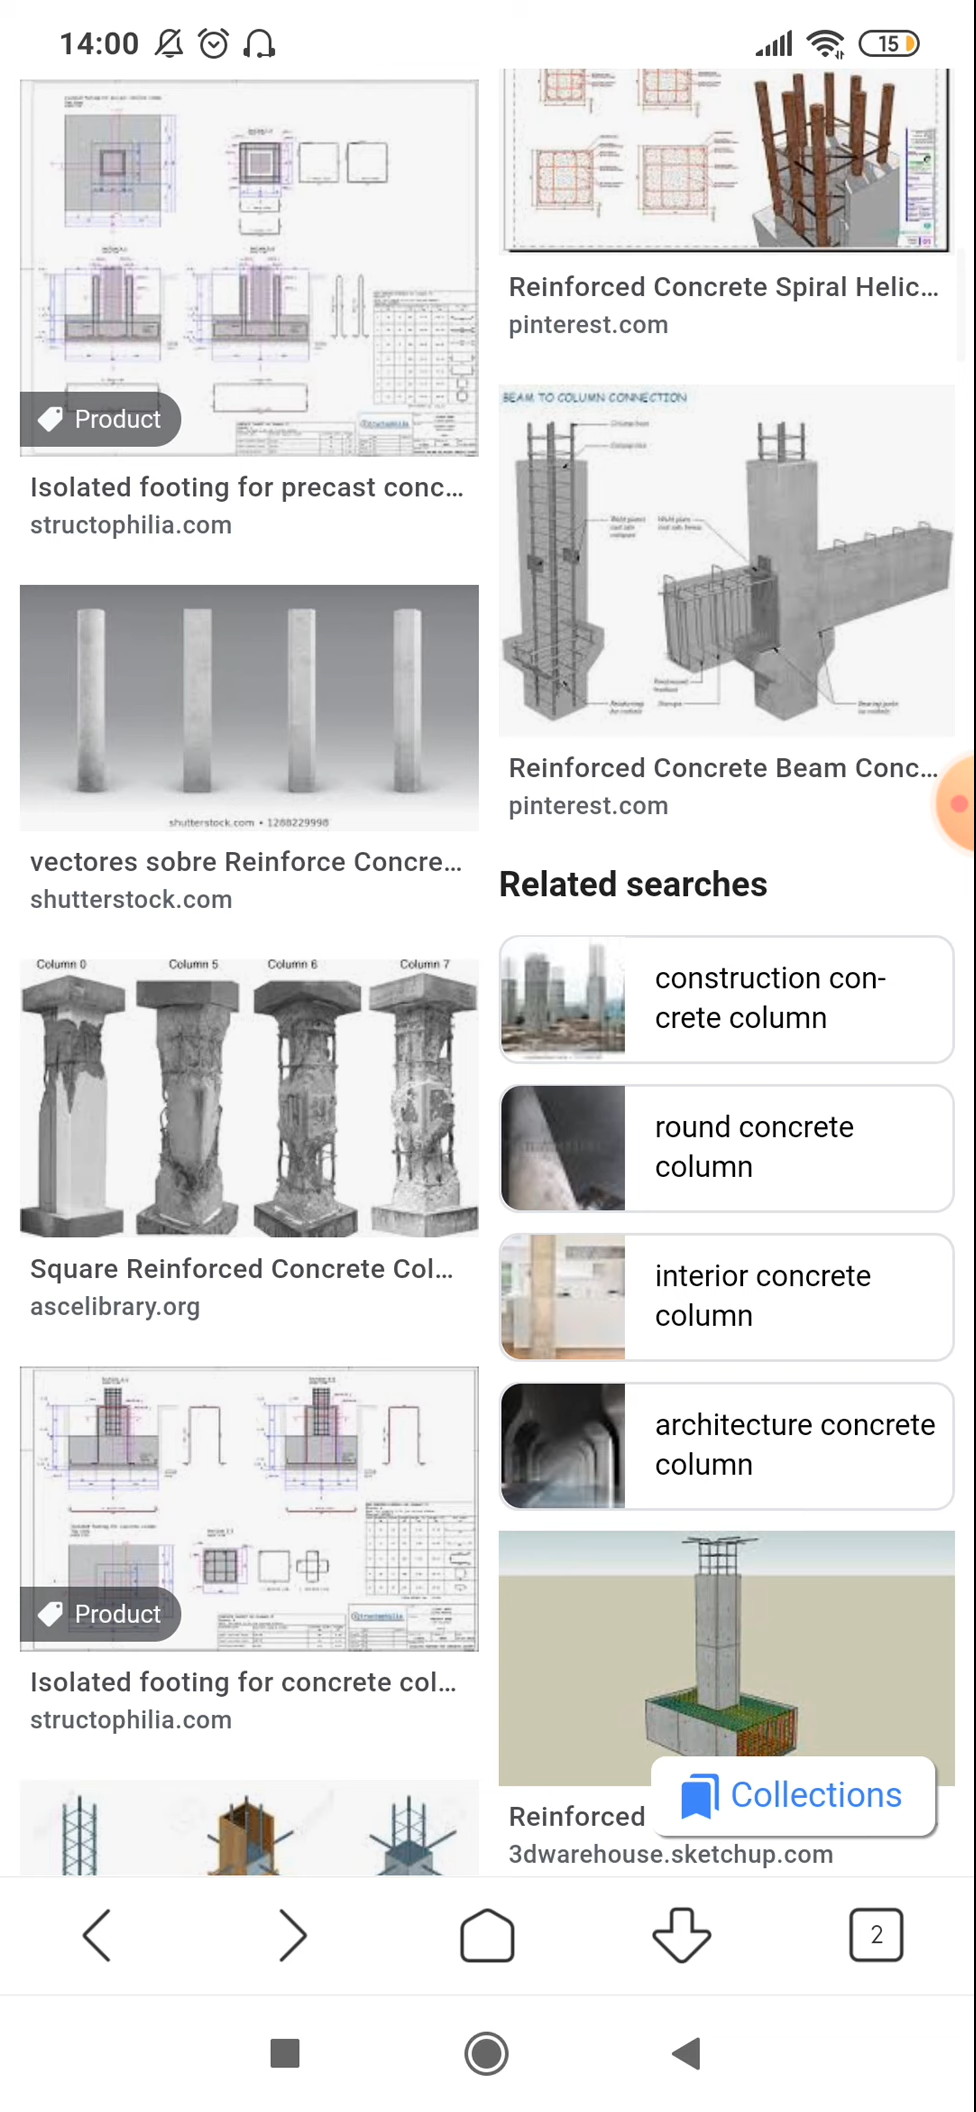 14:00
15
Product
Isolated footing for precast conc...
structophilia.com
shutterstock.com • 1288229998
vectores sobre Reinforce Concre...
shutterstock.com
Column 0
Column 5
Column 6
Column 7
Square Reinforced Concrete Col...
ascelibrary.org
Product
Isolated footing for concrete col...
structophilia.com
Reinforced Concrete Spiral Helic...
pinterest.com
BEAM TO COLUMN CONNECTION
Reinforced Concrete Beam Conc...
pinterest.com
Related searches
construction con-
crete column
round concrete
column
interior concrete
column
architecture concrete
column
Collections
Reinforced
3dwarehouse.sketchup.com
2